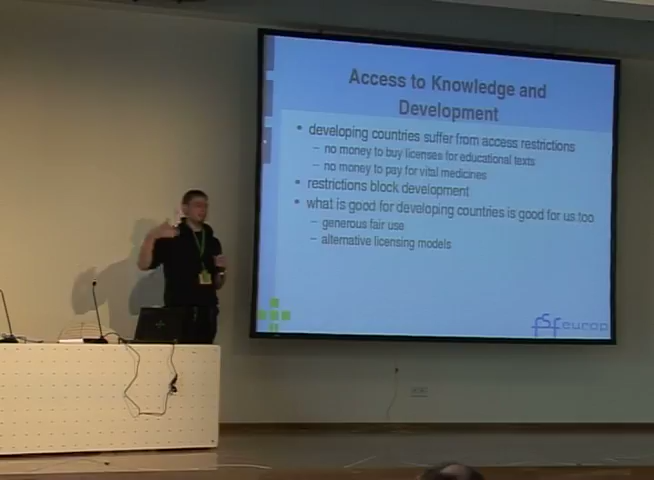 Access to Knowledge and
Development
• developing countries suffer from access restrictions
– no money to buy licenses for educational texts
– no money to pay for vital medicines
• restrictions block development
• what is good for developing countries is good for us too
– generous fair use
– alternative licensing models
fsfeurop